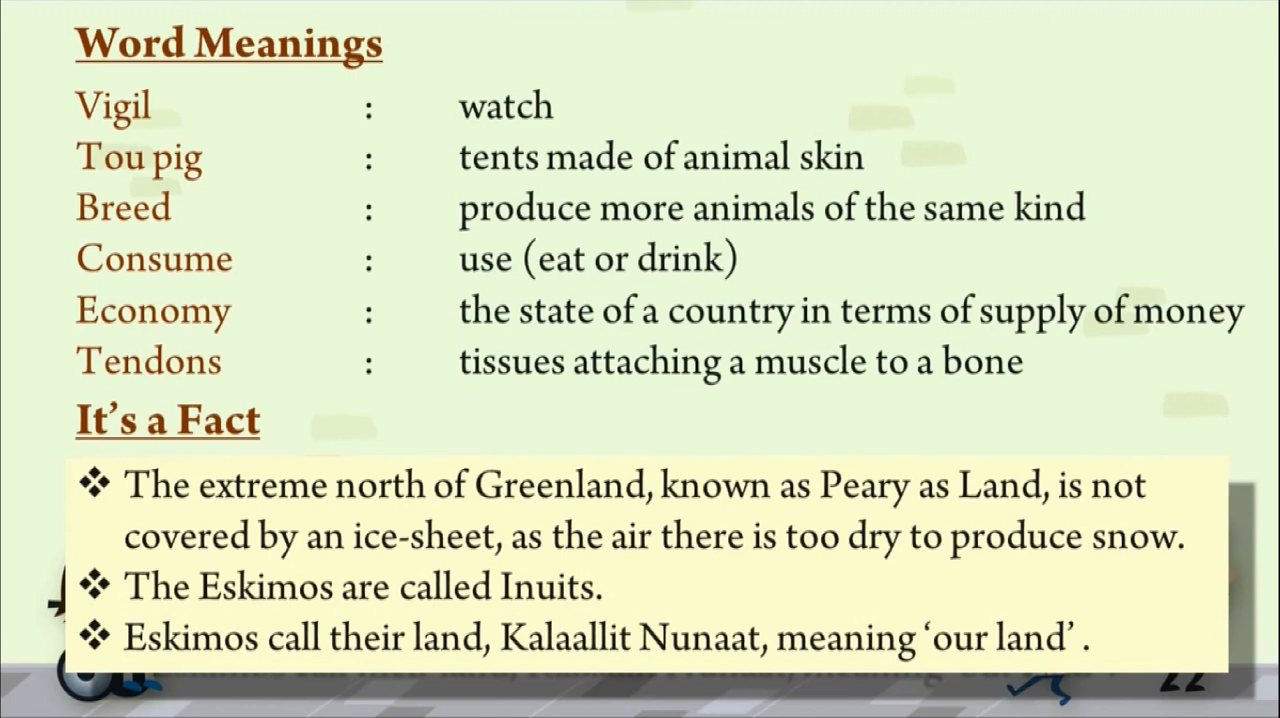 Word Meanings
Vigil : watch
Tou pig : tents made of animal skin
Breed : produce more animals of the same kind
Consume : use (eat or drink)
Economy : the state of a country in terms of supply of money
Tendons : tissues attaching a muscle to a bone
It's a Fact
❖ The extreme north of Greenland, known as Peary as Land, is not
covered by an ice-sheet, as the air there is too dry to produce snow.
❖ The Eskimos are called Inuits.
❖ Eskimos call their land, Kalaallit Nunaat, meaning ‘our land’ .